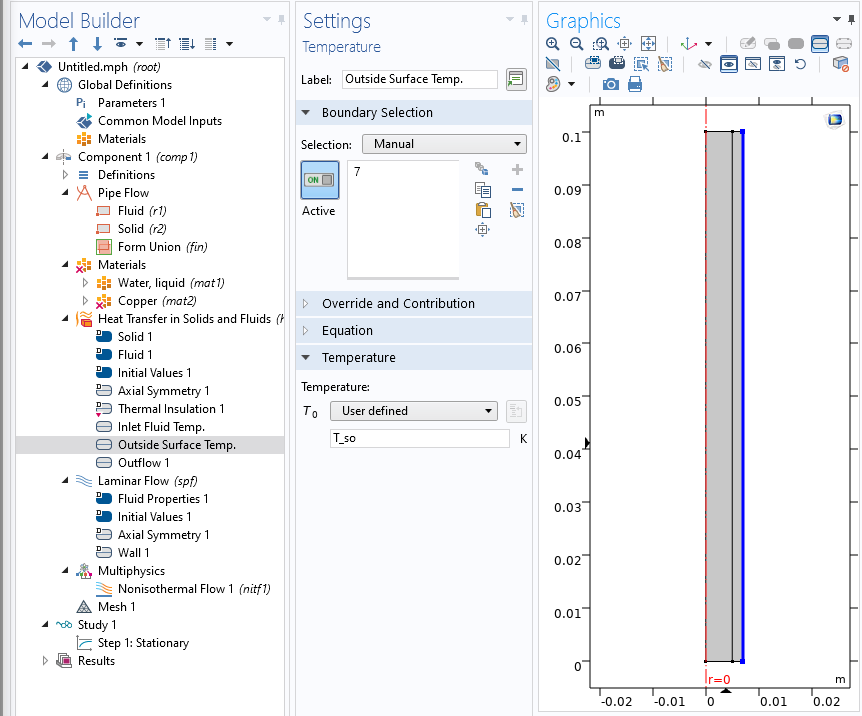 Model Builder
Untitled.mph (root)
Global Definitions
Pi Parameters 1
Common Model Inputs
Materials
Component 1 (comp1)
Definitions
Pipe Flow
Fluid (r1)
Solid (r2)
Form Union (fin)
Materials
Water, liquid (mat1)
Copper (mat2)
Heat Transfer in Solids and Fluids (h
Solid 1
Fluid 1
Initial Values 1
Axial Symmetry 1
Thermal Insulation 1
Inlet Fluid Temp.
Outside Surface Temp.
Outflow 1
Laminar Flow (spf)
Fluid Properties 1
Initial Values 1
Axial Symmetry 1
Wall 1
Multiphysics
Nonisothermal Flow 1 (nitf1)
Mesh 1
Study 1
Step 1: Stationary
Results
Settings
Temperature
Label: Outside Surface Temp.
Boundary Selection
Selection: Manual
ON
Active
7
Override and Contribution
Equation
Temperature
Temperature:
T0 User defined
T_so K
Graphics
m
0.1
0.09
0.08
0.07
0.06
0.05
0.04
0.03
0.02
0.01
0
r=0
m
-0.02 -0.01 0 0.01 0.02